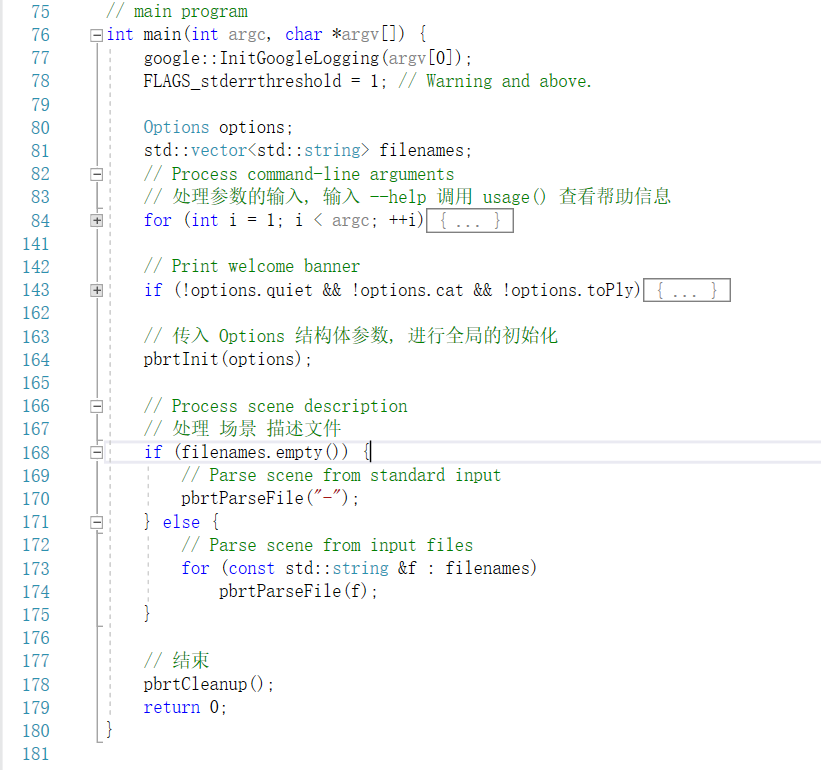 75 // main program
76 int main(int argc, char *argv[]) {
77 google::InitGoogleLogging(argv[0]);
78 FLAGS_stderrthreshold = 1; // Warning and above.
79
80 Options options;
81 std::vector<std::string> filenames;
82 // Process command-line arguments
83 // 处理参数的输入, 输入 --help 调用 usage() 查看帮助信息
84 for (int i = 1; i < argc; ++i) { ... }
141
142 // Print welcome banner
143 if (!options.quiet && !options.cat && !options.toPly) { ... }
162
163 // 传入 Options 结构体参数, 进行全局的初始化
164 pbrtInit(options);
165
166 // Process scene description
167 // 处理 场景 描述文件
168 if (filenames.empty()) {
169 // Parse scene from standard input
170 pbrtParseFile("-");
171 } else {
172 // Parse scene from input files
173 for (const std::string &f : filenames)
174 pbrtParseFile(f);
175 }
176
177 // 结束
178 pbrtCleanup();
179 return 0;
180 }
181